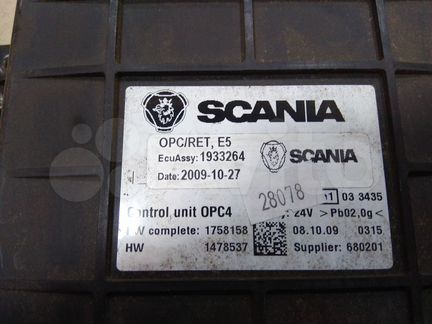 SCANIA
OPC/RET, E5
EcuAssy: 1933264
SCANIA
Date: 2009-10-27
28078
03 3435
Control unit OPC4
24V >Pb02,0g<
complete: 1758158
08.10.09 0315
HW 1478537
Supplier: 680201